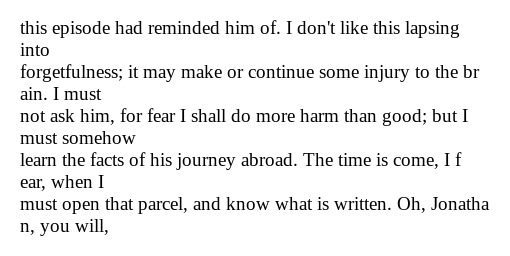 this episode had reminded him of. I don't like this lapsing
into
forgetfulness; it may make or continue some injury to the br
ain. I must
not ask him, for fear I shall do more harm than good; but I
must somehow
learn the facts of his journey abroad. The time is come, I f
ear, when I
must open that parcel, and know what is written. Oh, Jonatha
n, you will,